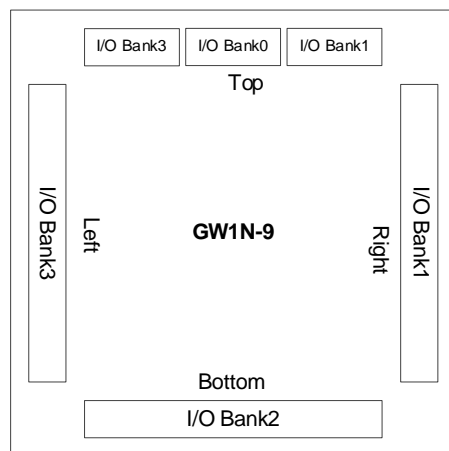 I/O Bank3 I/O Bank0 I/O Bank1
Top
I/O Bank3
Left
GW1N-9
Right
I/O Bank1
Bottom
I/O Bank2